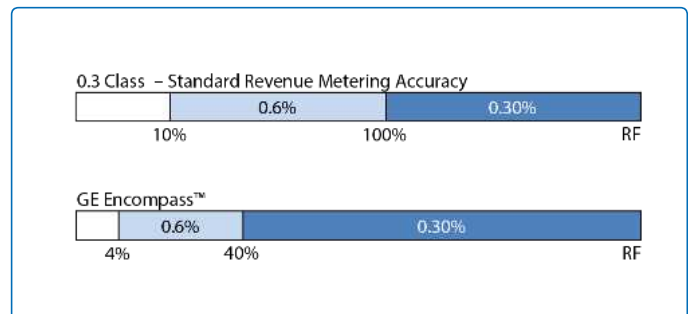 0.3 Class – Standard Revenue Metering Accuracy
0.6% 0.30%
10% 100% RF
GE Encompass™
0.6% 0.30%
4% 40% RF